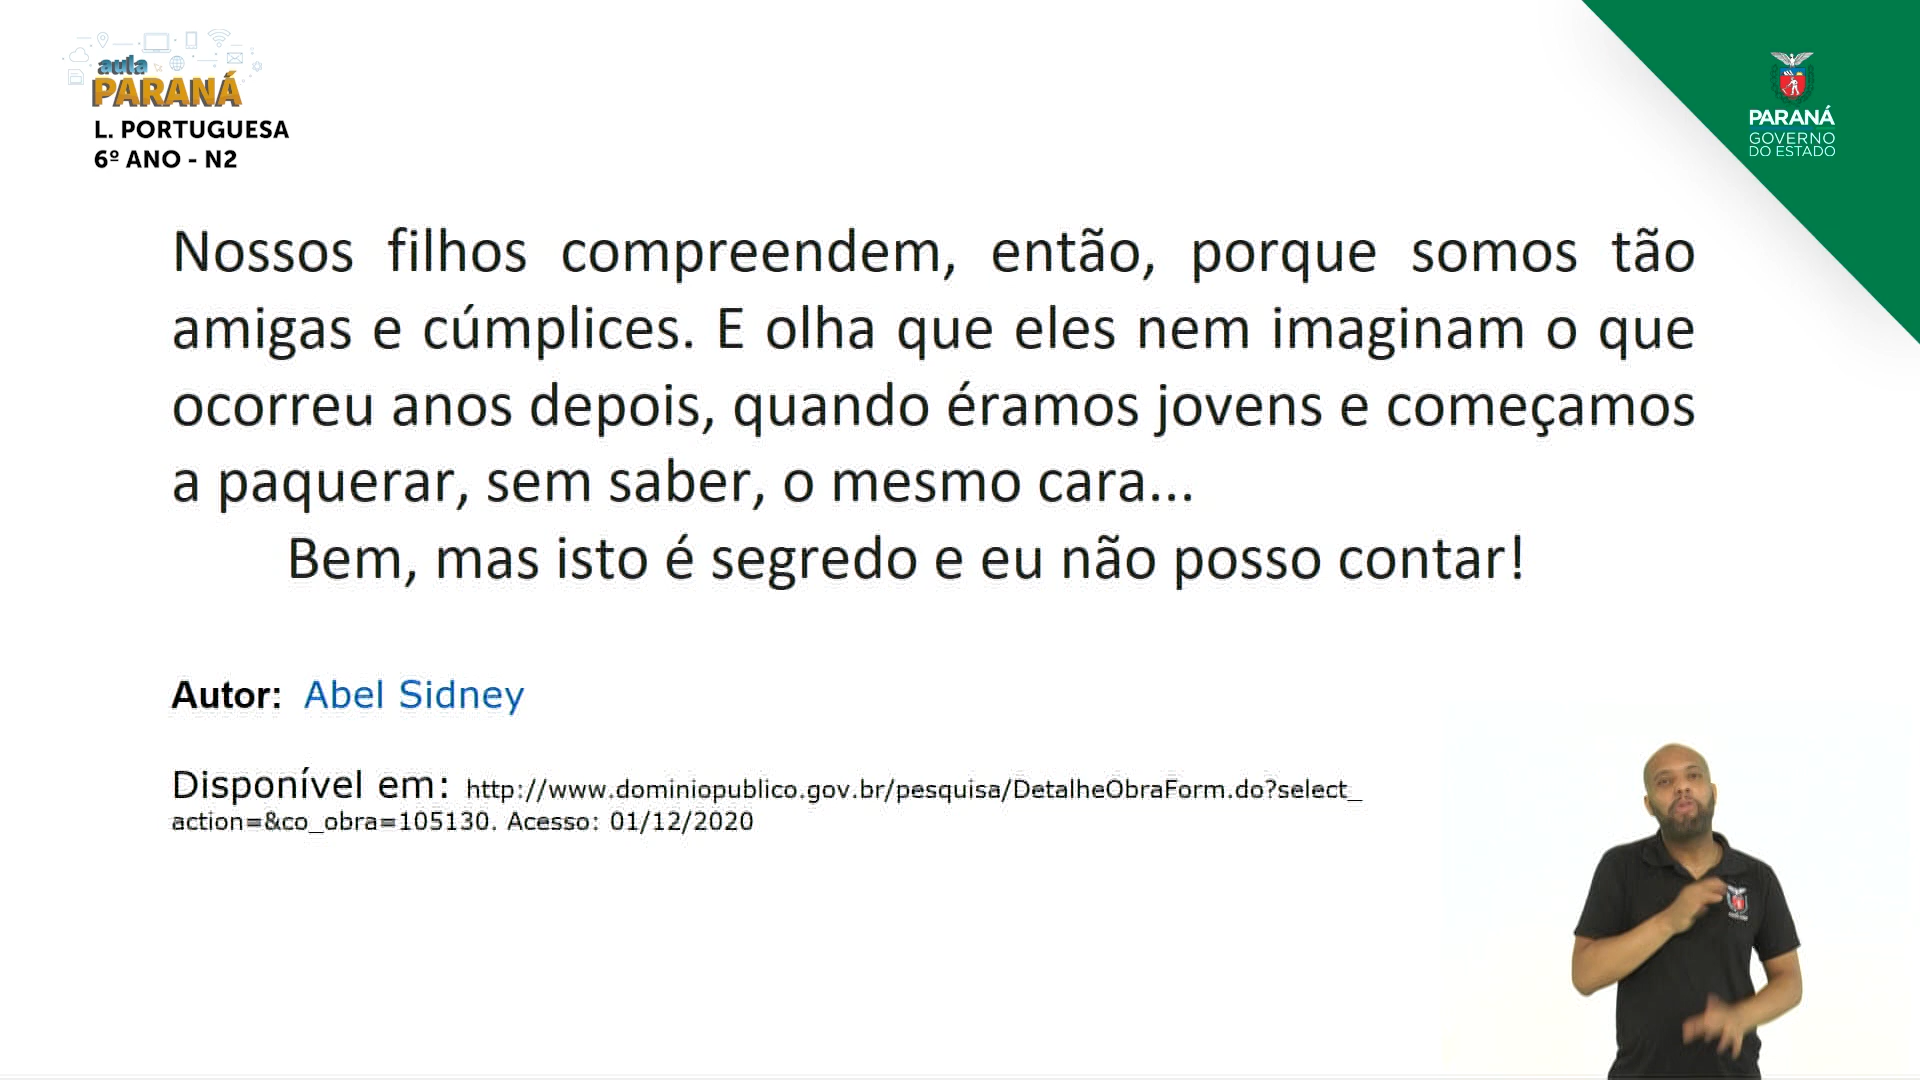 aula
PARANÁ
L. PORTUGUESA
6º ANO - N2
PARANÁ
GOVERNO
DO ESTADO
Nossos filhos compreendem, então, porque somos tão
amigas e cúmplices. E olha que eles nem imaginam o que
ocorreu anos depois, quando éramos jovens e começamos
a paquerar, sem saber, o mesmo cara...
Bem, mas isto é segredo e eu não posso contar!
Autor: Abel Sidney
Disponível em: http://www.dominiopublico.gov.br/pesquisa/DetalheObraForm.do?select_
action=&co_obra=105130. Acesso: 01/12/2020